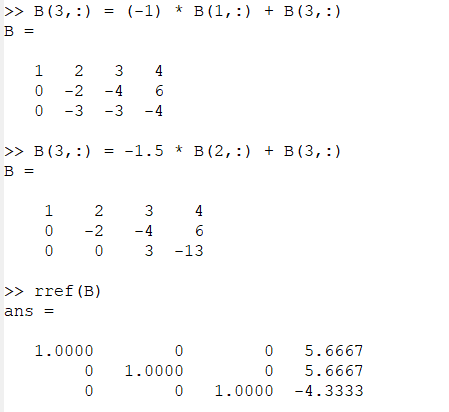 >> B(3,:) = (-1) * B(1,:) + B(3,:)
B =
1 2 3 4
0 -2 -4 6
0 -3 -3 -4
>> B(3,:) = -1.5 * B(2,:) + B(3,:)
B =
1 2 3 4
0 -2 -4 6
0 0 3 -13
>> rref(B)
ans =
1.0000 0 0 5.6667
0 1.0000 0 5.6667
0 0 1.0000 -4.3333